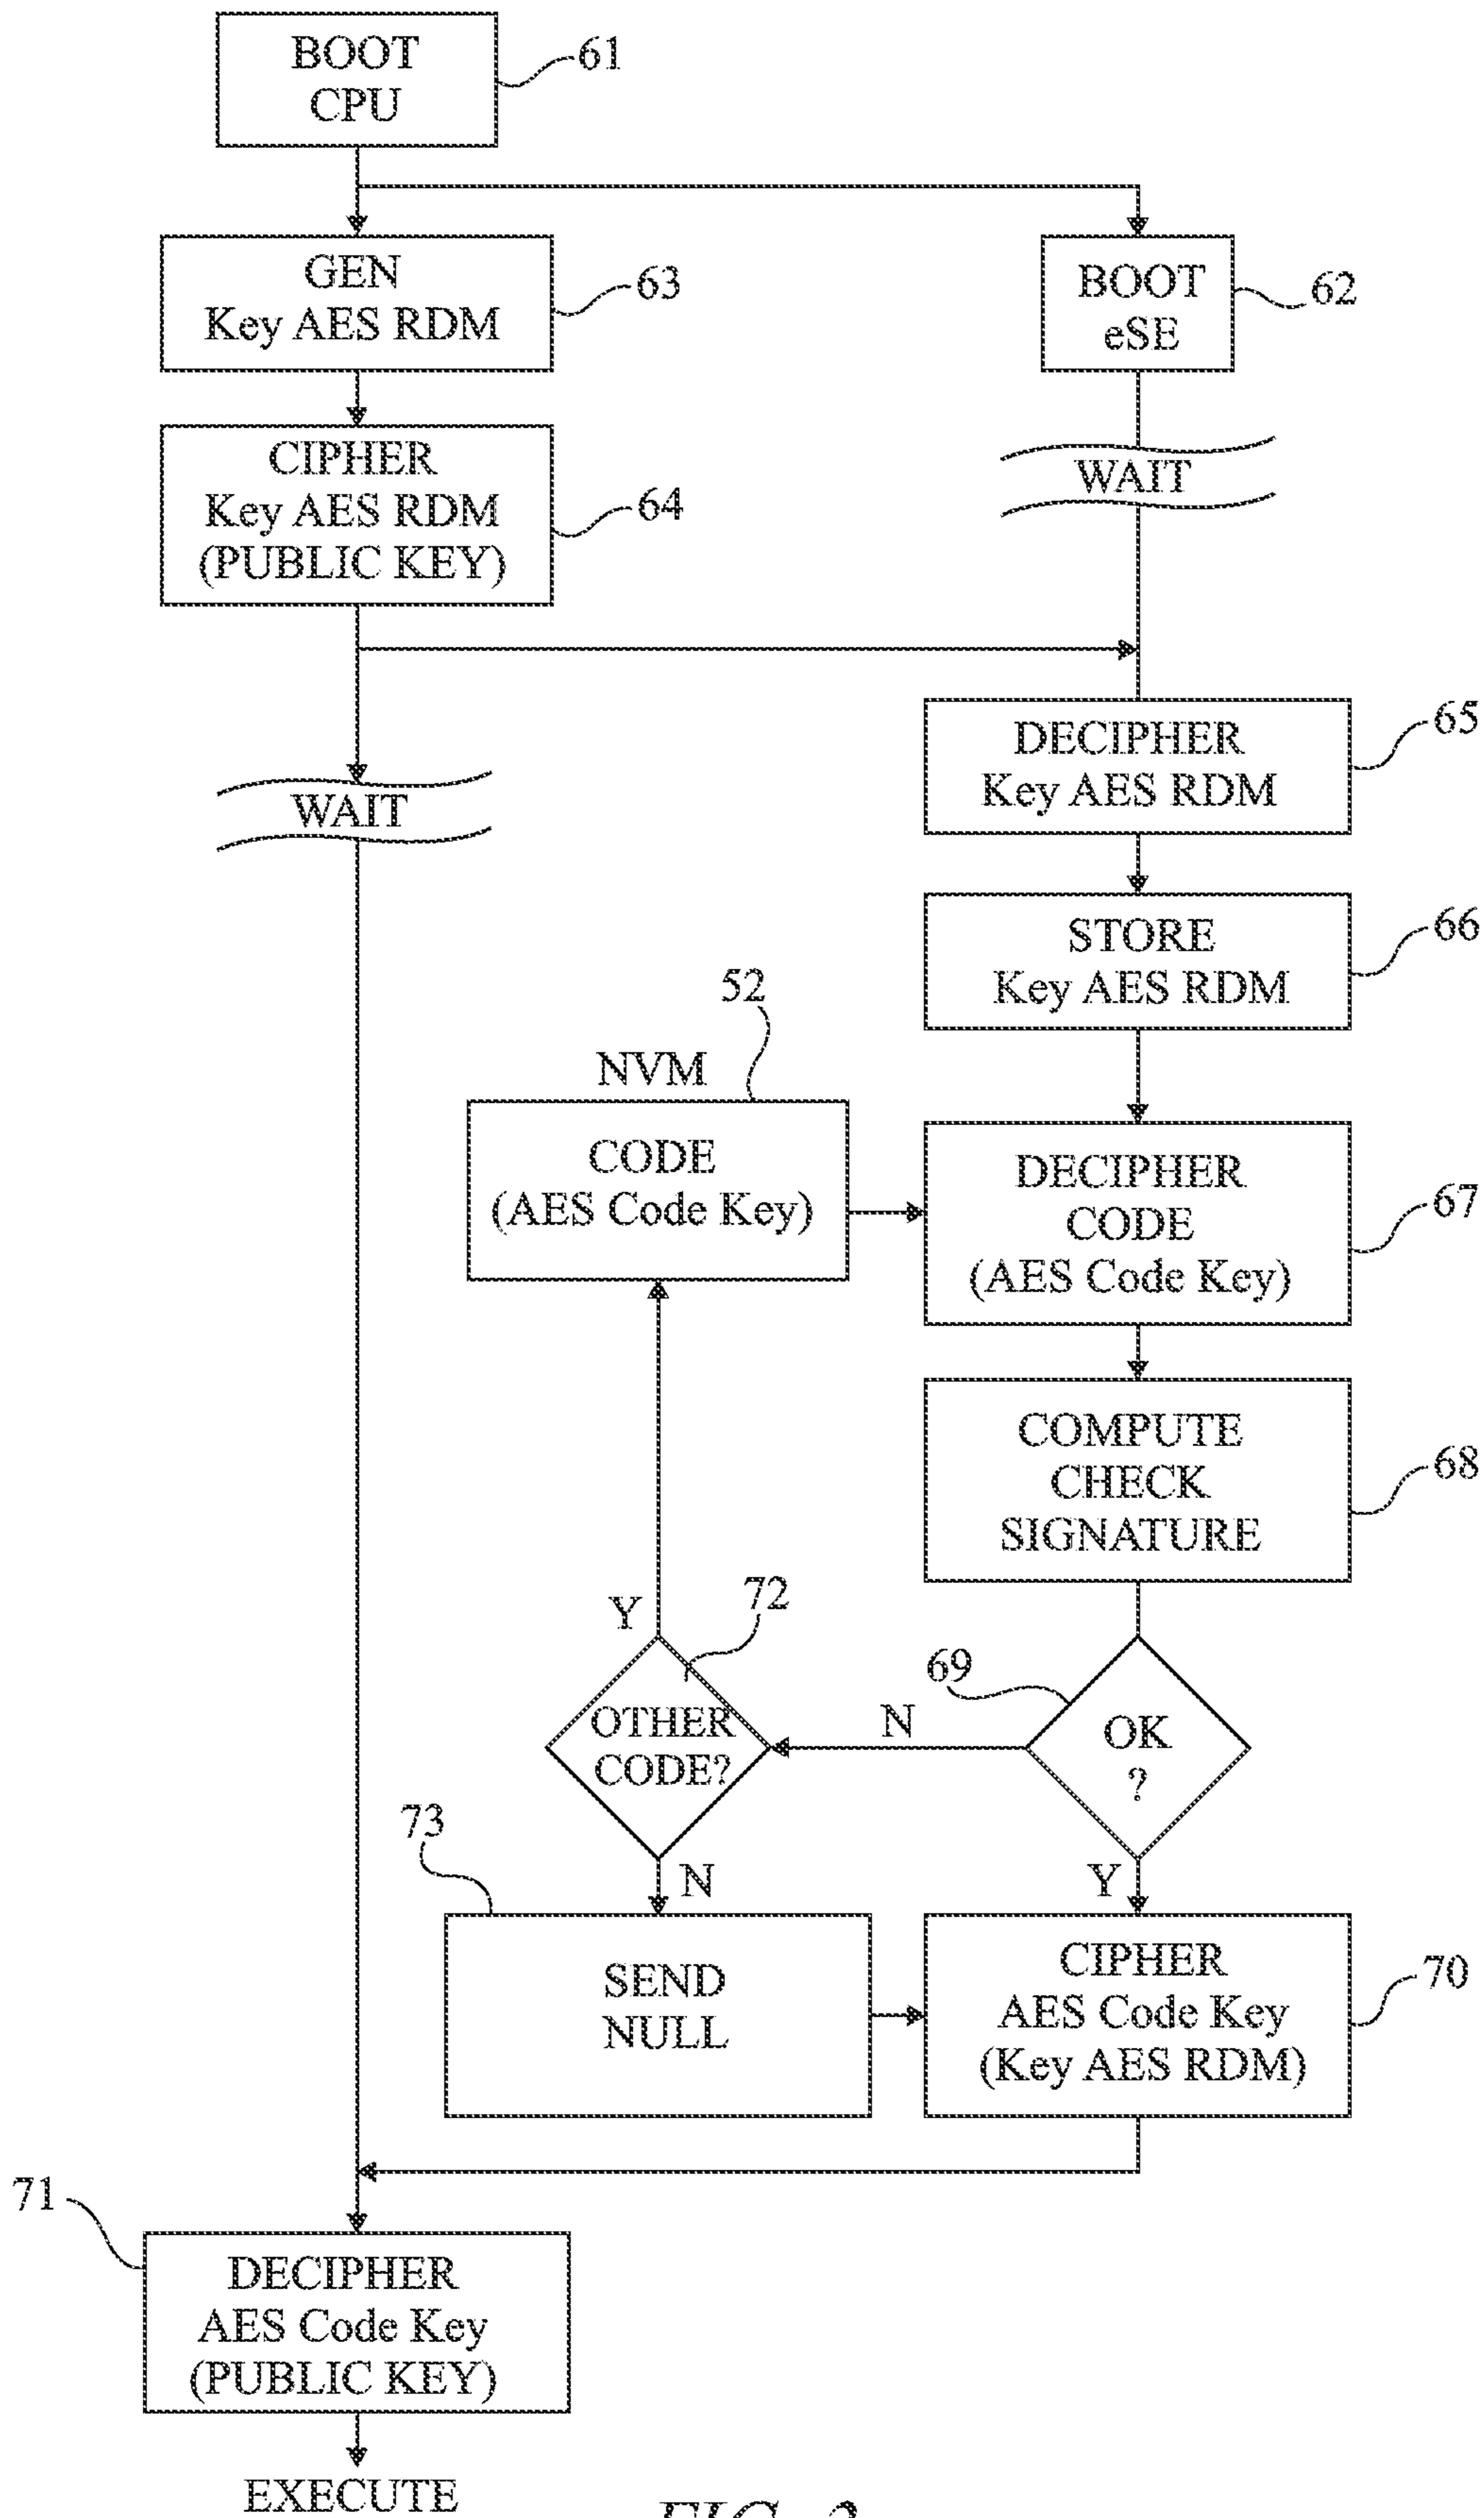 BOOT
CPU
61
GEN
Key AES RDM
63
BOOT
eSE
62
CIPHER
Key AES RDM
(PUBLIC KEY)
64
WAIT
DECIPHER
Key AES RDM
65
WAIT
STORE
Key AES RDM
66
52
NVM
CODE
(AES Code Key)
DECIPHER
CODE
(AES Code Key)
67
COMPUTE
CHECK
SIGNATURE
68
Y
72
OTHER
CODE?
N
69
OK
?
73
N
Y
SEND
NULL
CIPHER
AES Code Key
(Key AES RDM)
70
71
DECIPHER
AES Code Key
(PUBLIC KEY)
EXECUTE